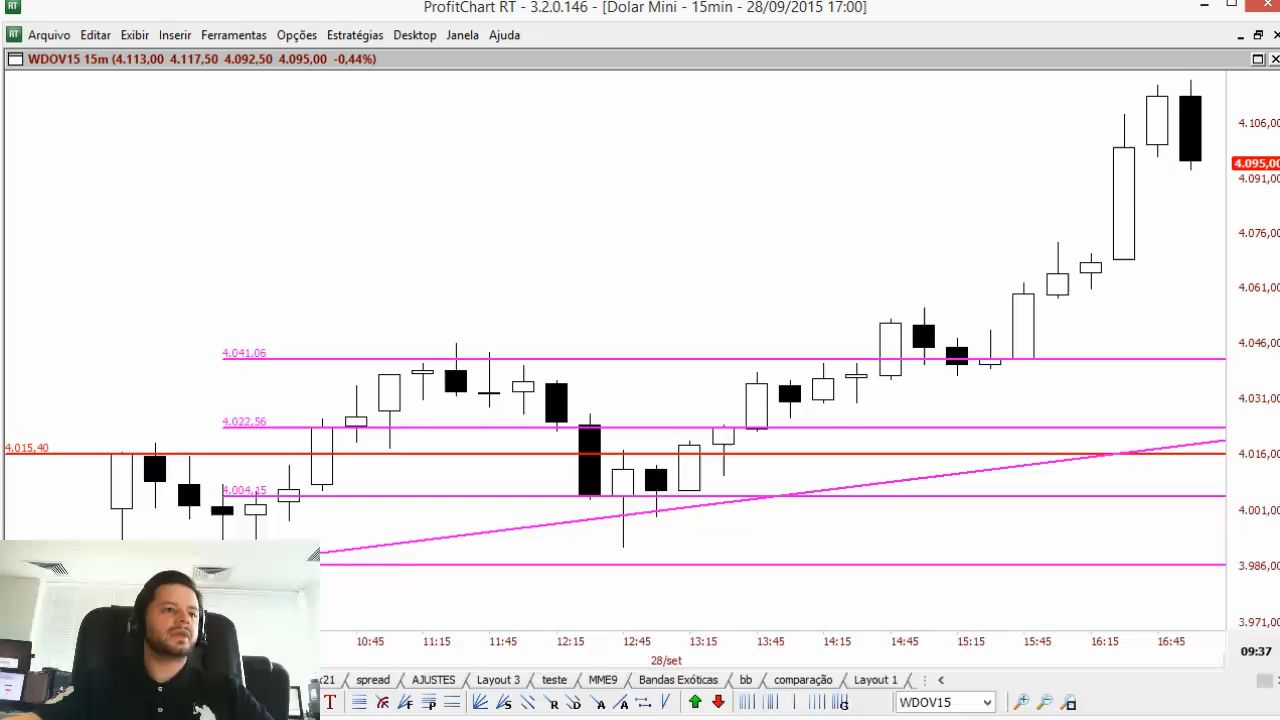 RT ProfitChart RT - 3.2.0.146 - [Dolar Mini - 15min - 28/09/2015 17:00]
RT Arquivo Editar Exibir Inserir Ferramentas Opções Estratégias Desktop Janela Ajuda
WDOV15 15m (4.113,00 4.117,50 4.092,50 4.095,00 -0,44%)
4.106,00
4.095,00
4.091,00
4.076,00
4.061,00
4.046,00
4.041,06
4.031,00
4.022,56
4.015,40
4.016,00
4.004,15
4.001,00
3.986,00
3.971,00
10:45 11:15 11:45 12:15 12:45 13:15 13:45 14:15 14:45 15:15 15:45 16:15 16:45
28/set
09:37
21 spread AJUSTES Layout 3 teste MME9 Bandas Exóticas bb comparação Layout 1
T WDOV15